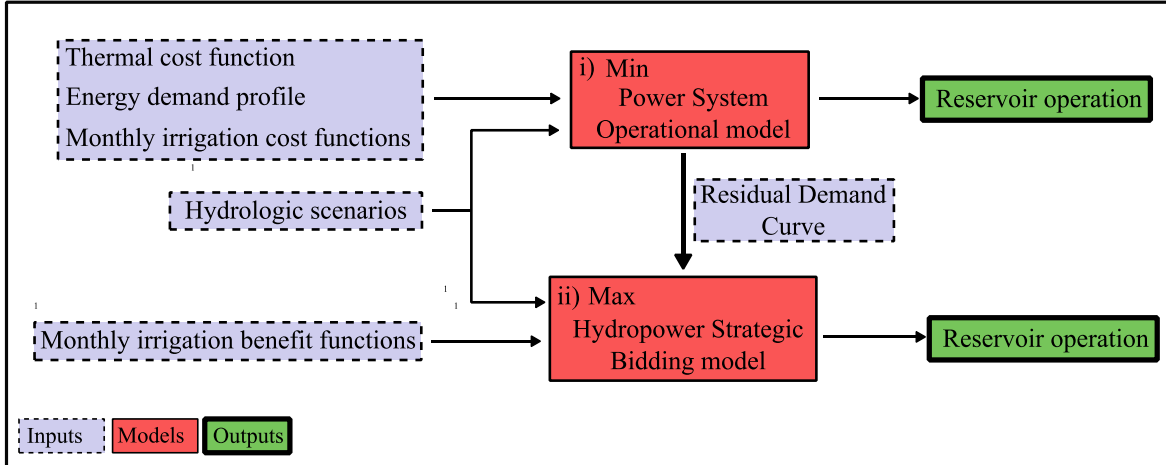 Thermal cost function
Energy demand profile
Monthly irrigation cost functions
Hydrologic scenarios
Monthly irrigation benefit functions
i) Min
Power System
Operational model
Residual Demand
Curve
ii) Max
Hydropower Strategic
Bidding model
Reservoir operation
Reservoir operation
Inputs
Models
Outputs